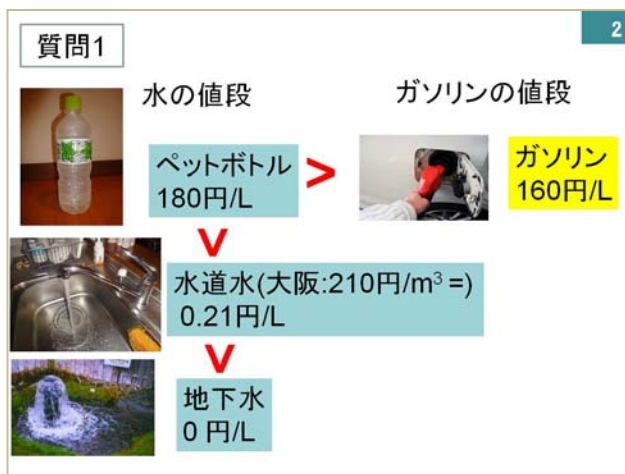 2
質問1
水の値段
ガソリンの値段
ペットボトル
180円/L
>
ガソリン
160円/L
>
水道水(大阪:210円/m³ =)
0.21円/L
>
地下水
0 円/L